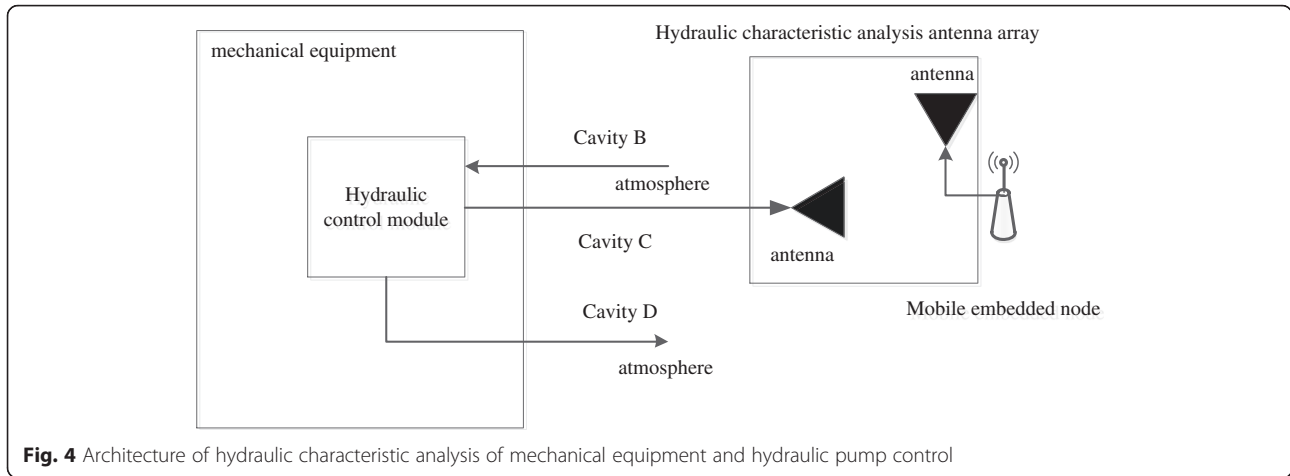 mechanical equipment
Hydraulic characteristic analysis antenna array
antenna
Cavity B
atmosphere
Hydraulic
control module
Cavity C
antenna
Cavity D
atmosphere
Mobile embedded node
Fig. 4 Architecture of hydraulic characteristic analysis of mechanical equipment and hydraulic pump control